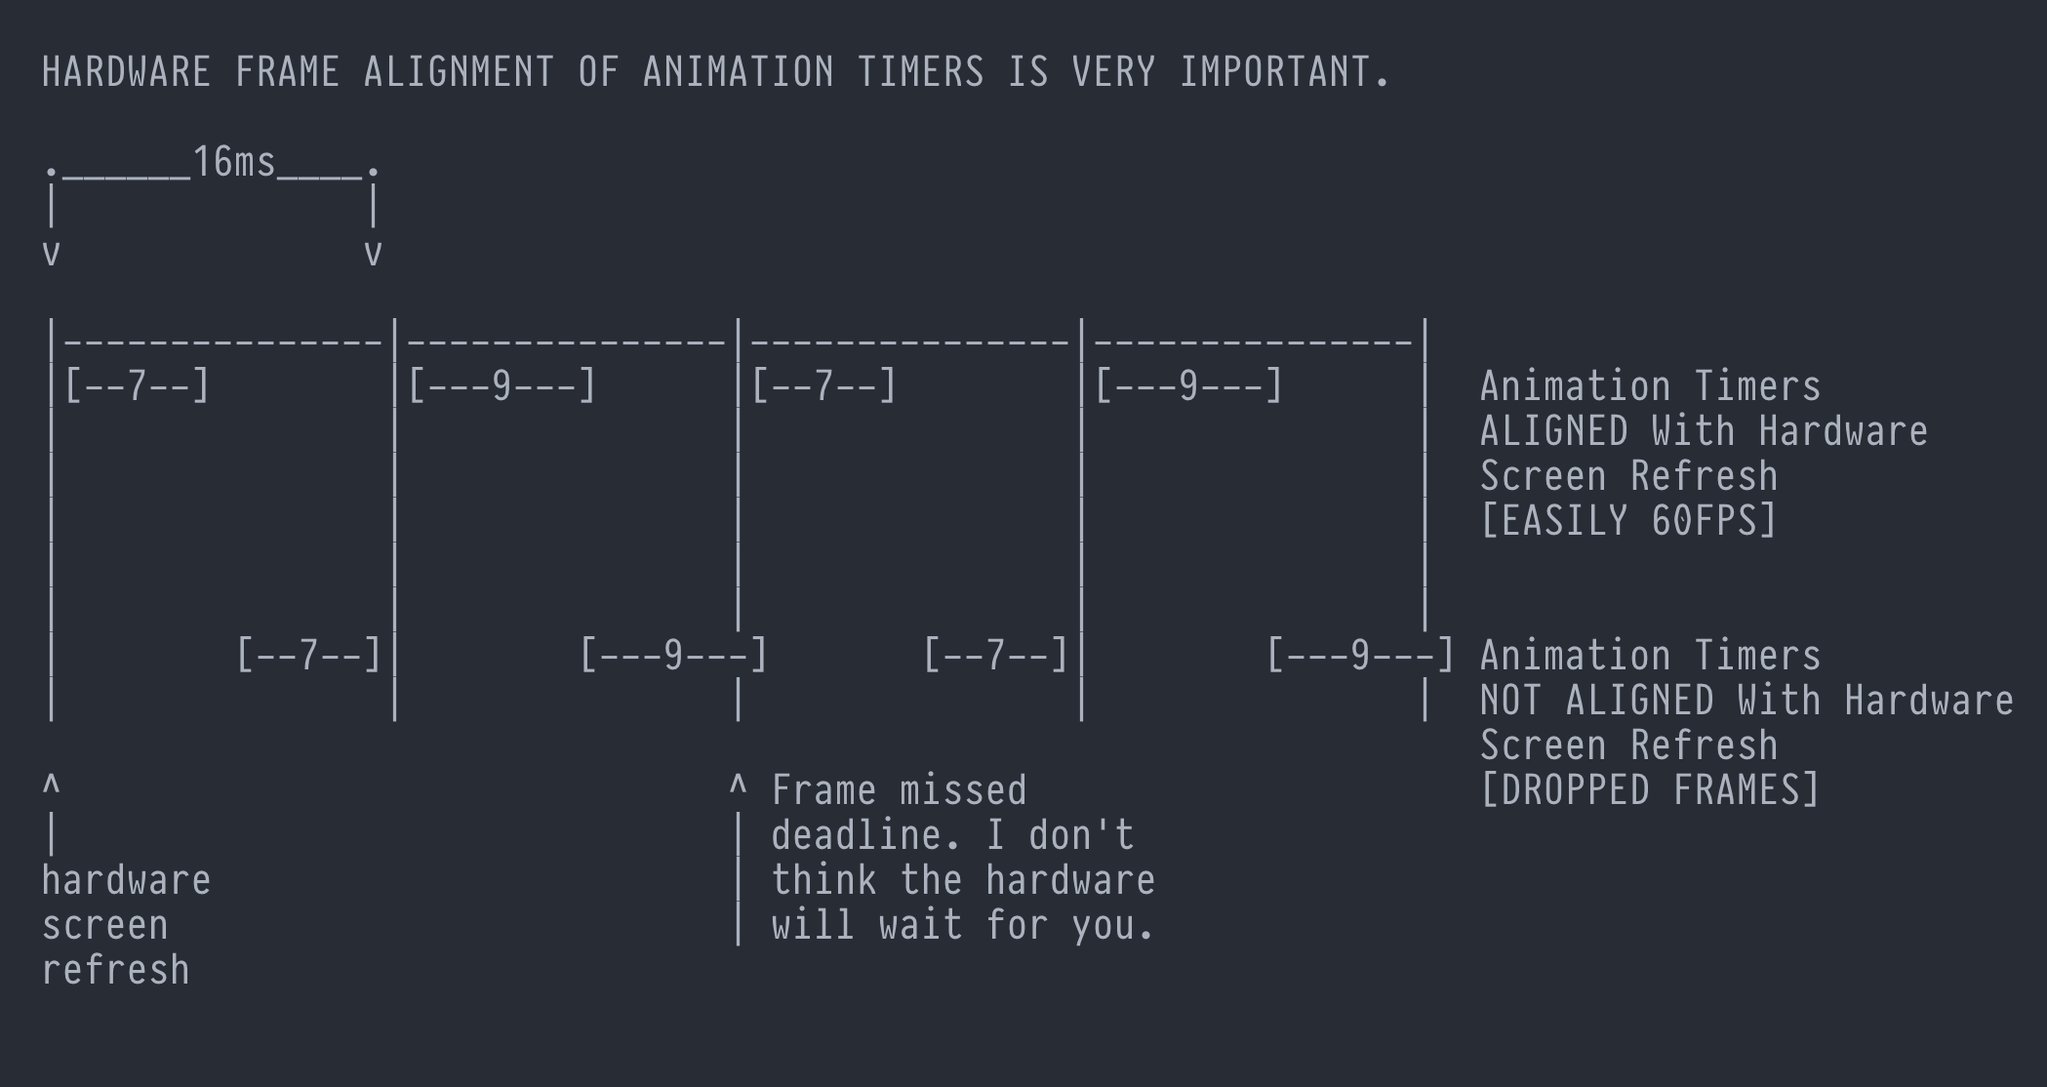 HARDWARE FRAME ALIGNMENT OF ANIMATION TIMERS IS VERY IMPORTANT.
.______16ms____.
|              |
v              v
|---------------|---------------|---------------|---------------|
|[--7--]        |[---9---]      |[--7--]        |[---9---]      |  Animation Timers
|               |               |               |               |  ALIGNED With Hardware
|               |               |               |               |  Screen Refresh
|               |               |               |               |  [EASILY 60FPS]
|               |               |               |               |
|               |               |               |               |
|        [--7--]|        [---9---]       [--7--]|        [---9---] Animation Timers
|               |               |               |               |  NOT ALIGNED With Hardware
                                                                   Screen Refresh
^                               ^ Frame missed                     [DROPPED FRAMES]
|                               | deadline. I don't
hardware                        | think the hardware
screen                          | will wait for you.
refresh